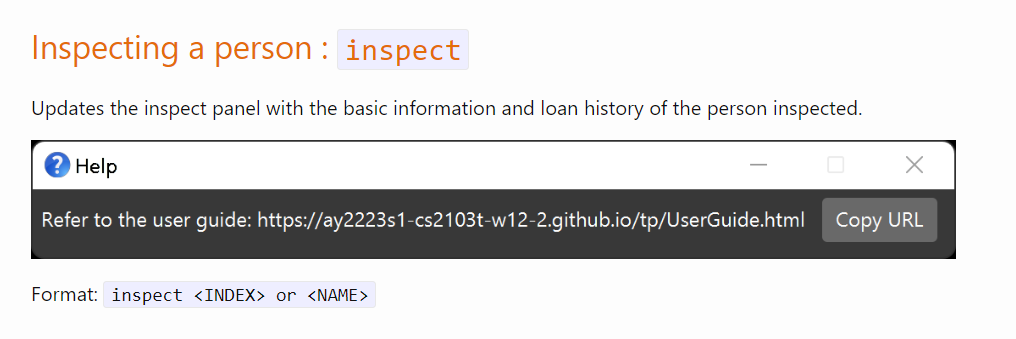 Inspecting a person : inspect
Updates the inspect panel with the basic information and loan history of the person inspected.
? Help
Refer to the user guide: https://ay2223s1-cs2103t-w12-2.github.io/tp/UserGuide.html Copy URL
Format: inspect <INDEX> or <NAME>